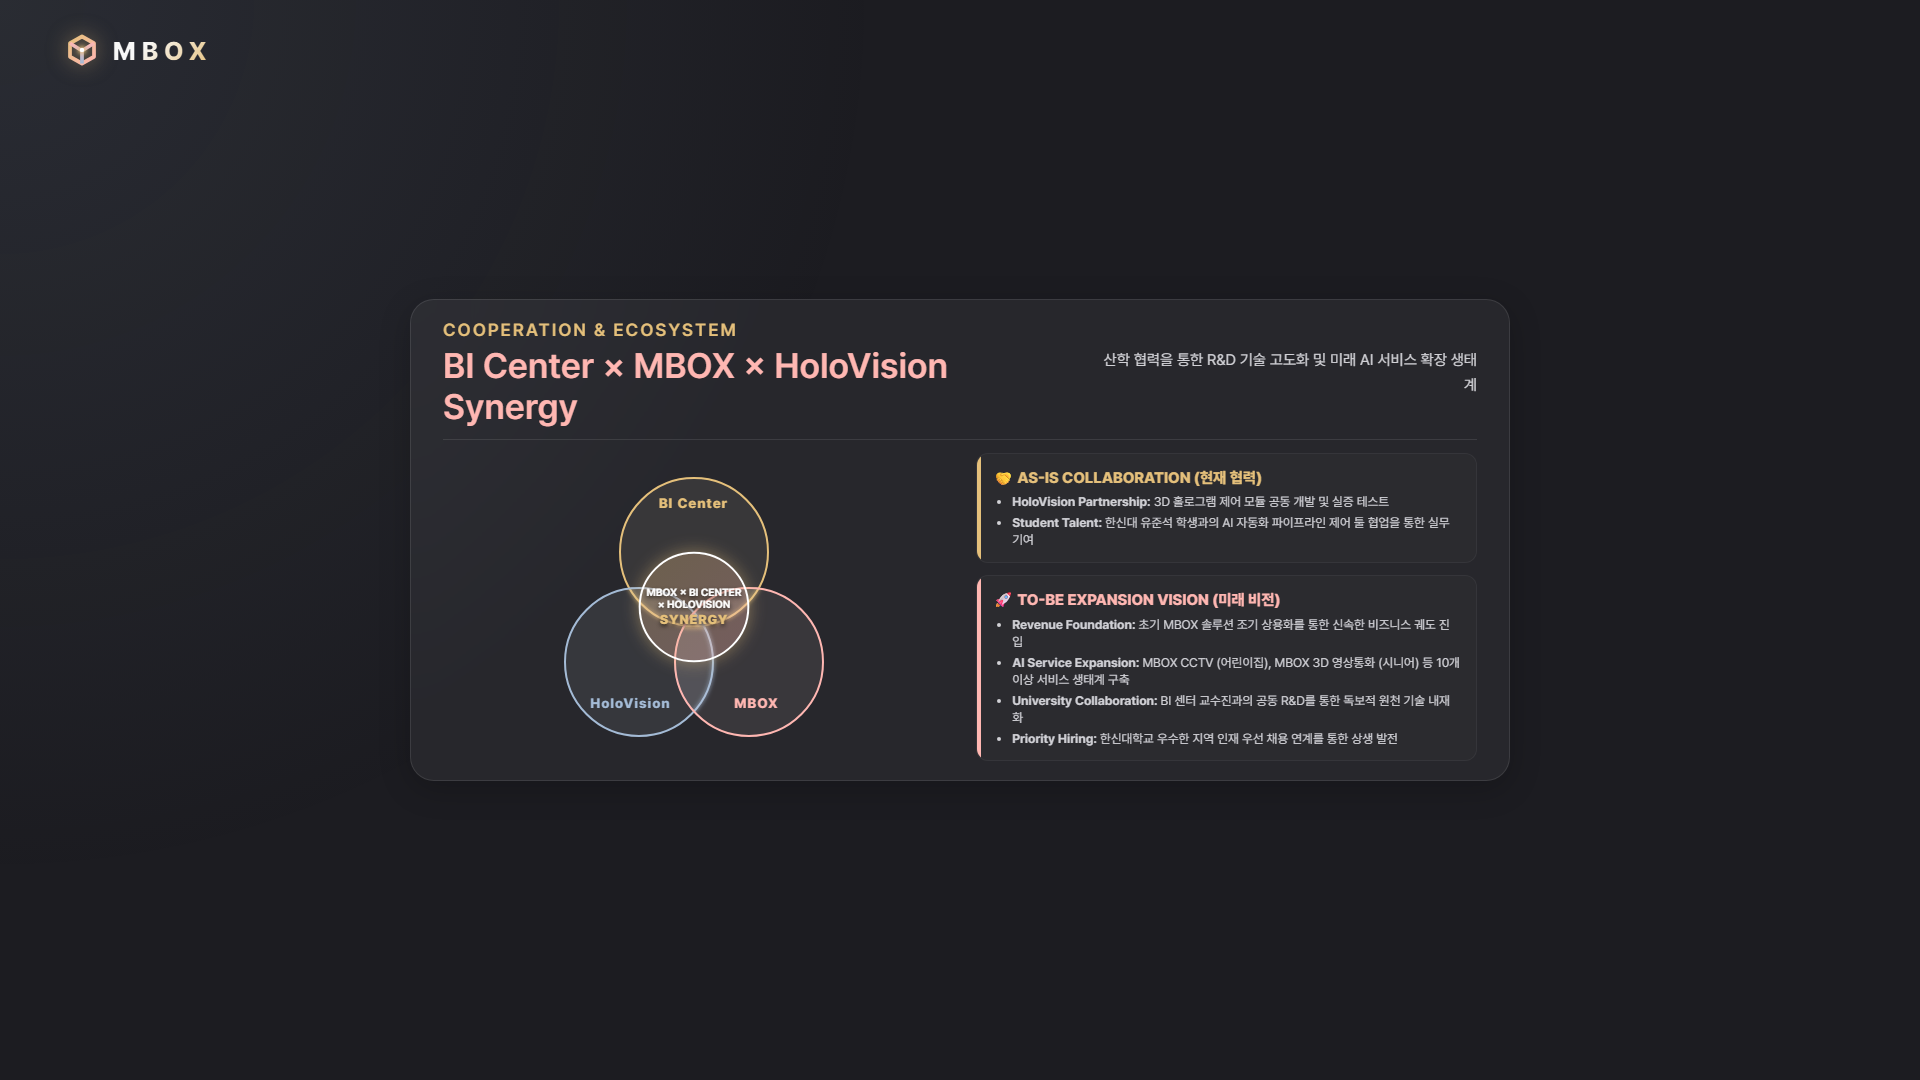 MBOX
COOPERATION & ECOSYSTEM
BI Center × MBOX × HoloVision
Synergy
산학 협력을 통한 R&D 기술 고도화 및 미래 AI 서비스 확장 생태
계
BI Center
MBOX × BI CENTER
× HOLOVISION
SYNERGY
HoloVision
MBOX
🤝 AS-IS COLLABORATION (현재 협력)
• HoloVision Partnership: 3D 홀로그램 제어 모듈 공동 개발 및 실증 테스트
• Student Talent: 한신대 유준석 학생과의 AI 자동화 파이프라인 제어 툴 협업을 통한 실무
기여
🚀 TO-BE EXPANSION VISION (미래 비전)
• Revenue Foundation: 초기 MBOX 솔루션 조기 상용화를 통한 신속한 비즈니스 궤도 진
입
• AI Service Expansion: MBOX CCTV (어린이집), MBOX 3D 영상통화 (시니어) 등 10개
이상 서비스 생태계 구축
• University Collaboration: BI 센터 교수진과의 공동 R&D를 통한 독보적 원천 기술 내재
화
• Priority Hiring: 한신대학교 우수한 지역 인재 우선 채용 연계를 통한 상생 발전